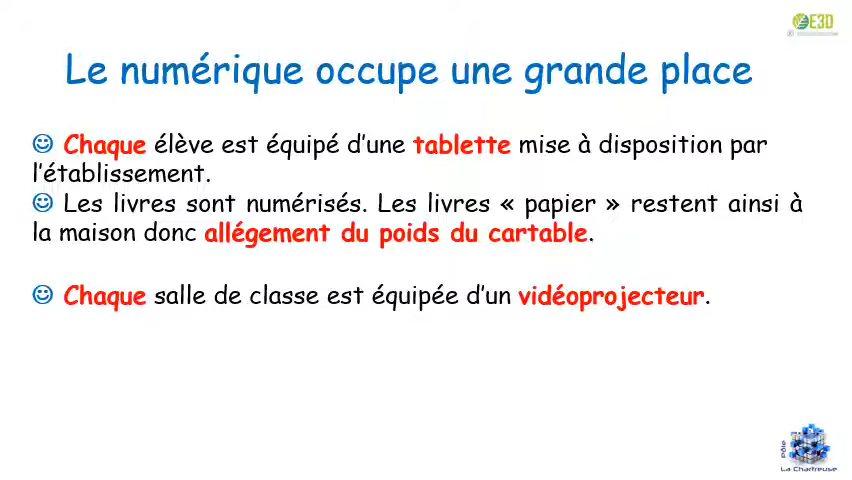 E3D
Le numérique occupe une grande place
Chaque élève est équipé d’une tablette mise à disposition par
l’établissement.
Les livres sont numérisés. Les livres « papier » restent ainsi à
la maison donc allégement du poids du cartable.
Chaque salle de classe est équipée d’un vidéoprojecteur.
Pôle
La Chartreuse